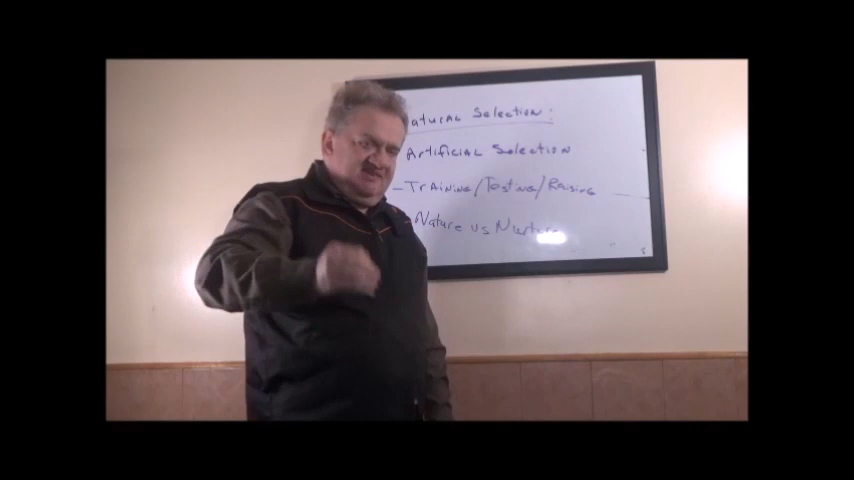 atural Selection:
Artificial Selection
- Training/Testing/Raising
- Nature vs Nurture